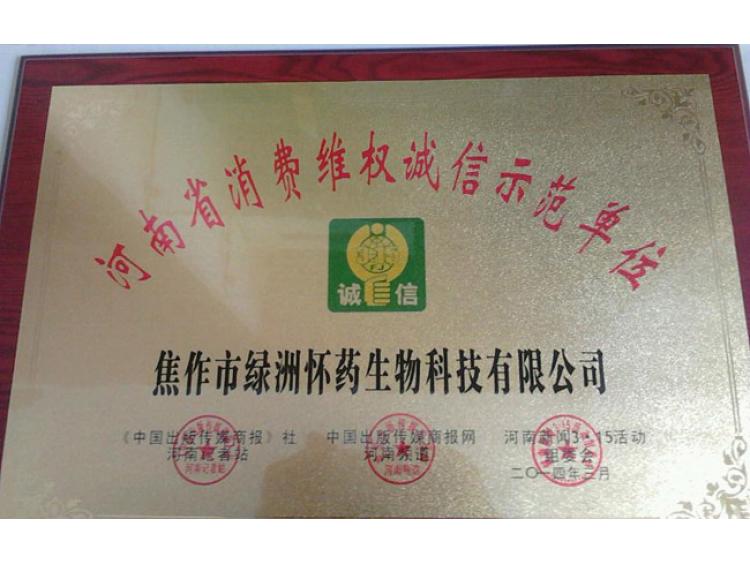 河南省消费维权诚信示范单位
诚信
焦作市绿洲怀药生物科技有限公司
《中国出版传媒商报》社 中国出版传媒商报网 河南新闻3·15活动
河南记者站 河南频道 组委会
二〇一四年三月